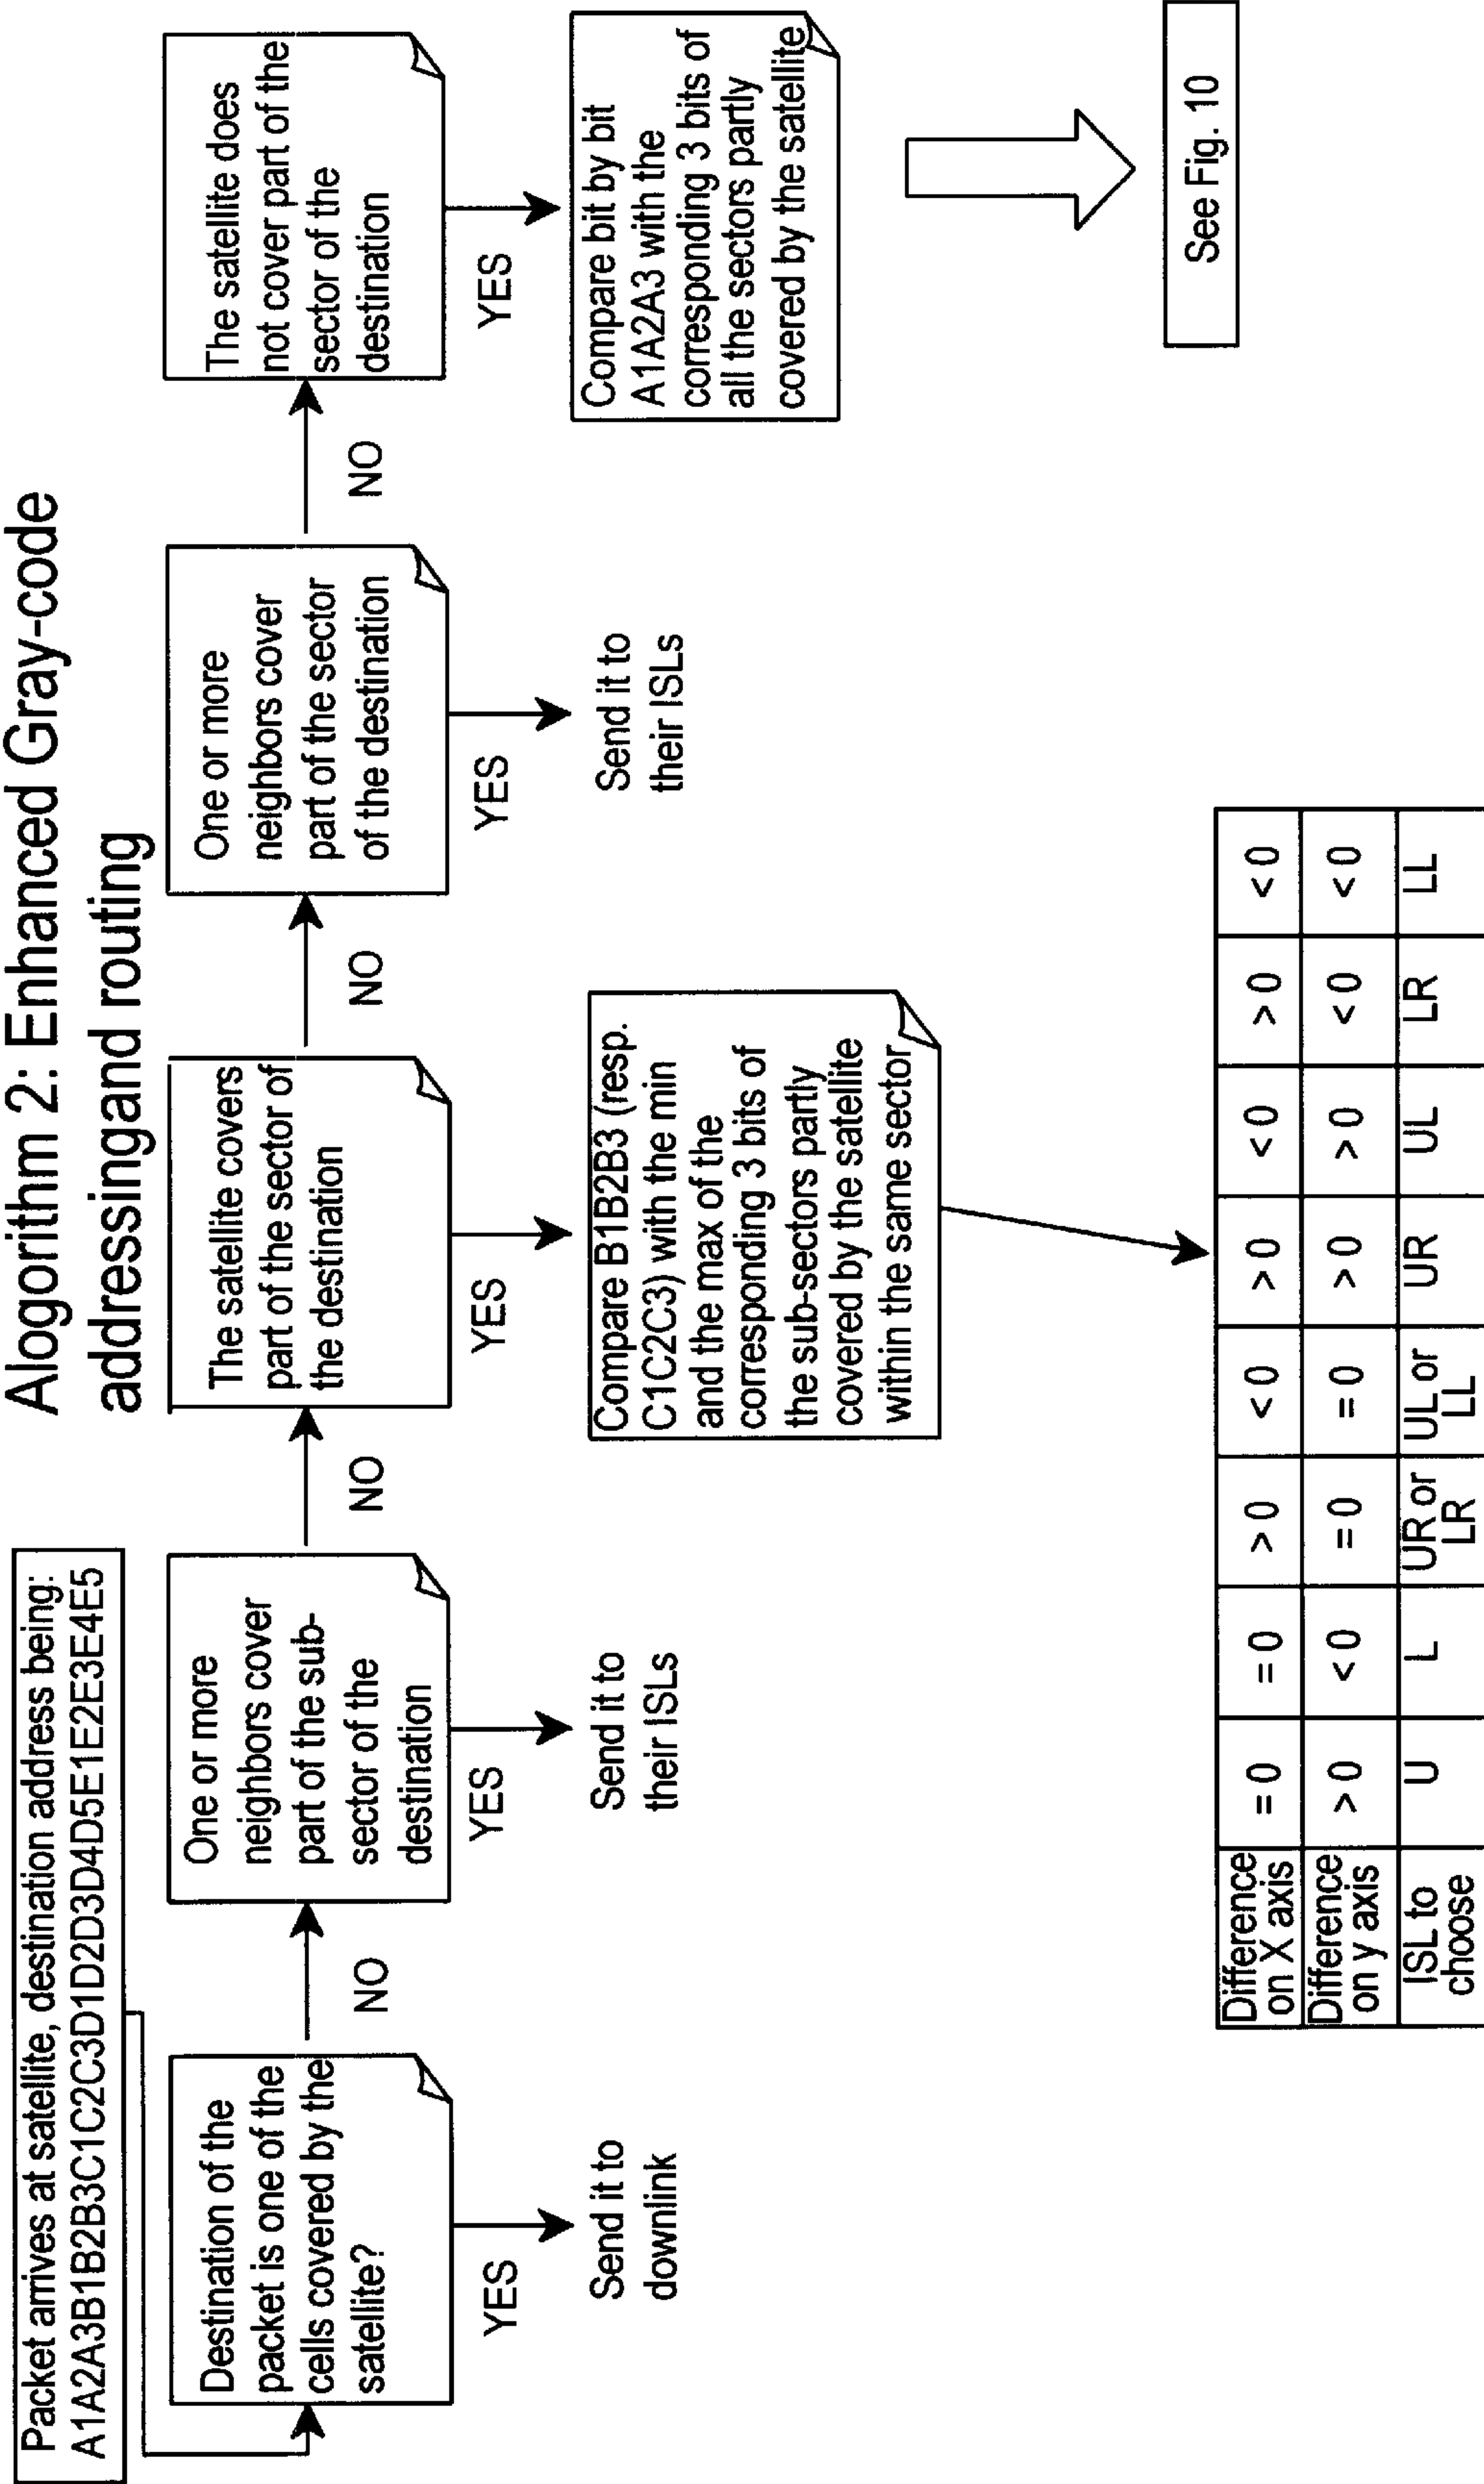 Alogorithm 2: Enhanced Gray-code
addressingand routing
Packet arrives at satellite, destination address being:
A1A2A3B1B2B3C1C2C3D1D2D3D4D5E1E2E3E4E5
Destination of the
packet is one of the
cells covered by the
satellite?
YES
Send it to
downlink
NO
One or more
neighbors cover
part of the sub-
sector of the
destination
YES
Send it to
their ISLs
NO
The satellite covers
part of the sector of
the destination
YES
Compare B1B2B3 (resp.
C1C2C3) with the min
and the max of the
corresponding 3 bits of
the sub-sectors partly
covered by the satellite
within the same sector
NO
One or more
neighbors cover
part of the sector
of the destination
YES
Send it to
their ISLs
NO
The satellite does
not cover part of the
sector of the
destination
YES
Compare bit by bit
A1A2A3 with the
corresponding 3 bits of
all the sectors partly
covered by the satellite
See Fig. 10
Difference
on X axis
= 0
= 0
> 0
< 0
> 0
< 0
> 0
< 0
Difference
on y axis
> 0
< 0
= 0
= 0
> 0
> 0
< 0
< 0
ISL to
choose
U
L
UR or
LR
UL or
LL
UR
UL
LR
LL